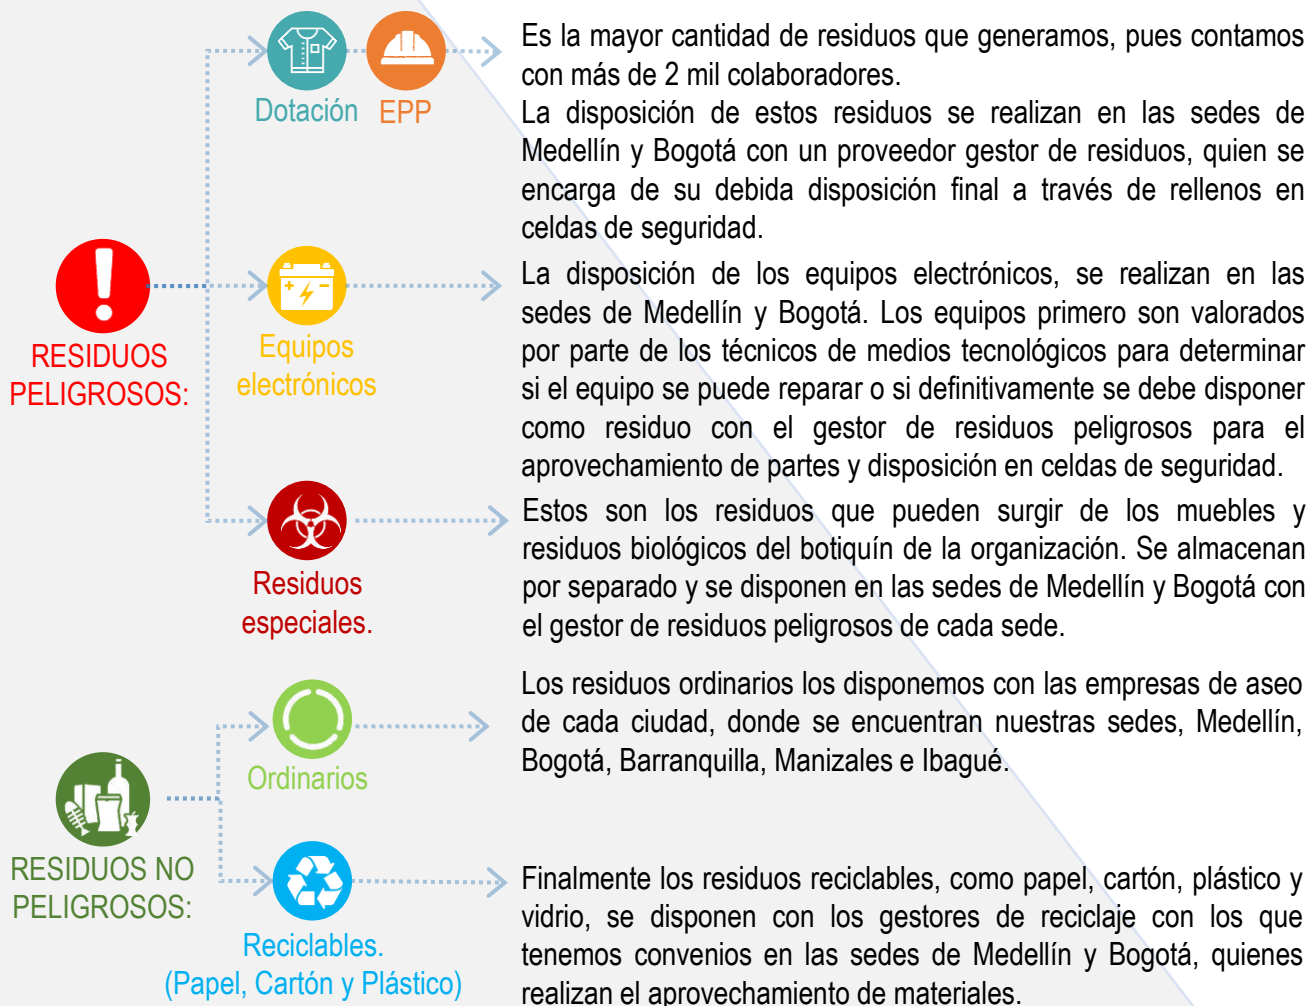 Dotación
EPP
Es la mayor cantidad de residuos que generamos, pues contamos
con más de 2 mil colaboradores.
La disposición de estos residuos se realizan en las sedes de
Medellín y Bogotá con un proveedor gestor de residuos, quien se
encarga de su debida disposición final a través de rellenos en
celdas de seguridad.
RESIDUOS
PELIGROSOS:
Equipos
electrónicos
La disposición de los equipos electrónicos, se realizan en las
sedes de Medellín y Bogotá. Los equipos primero son valorados
por parte de los técnicos de medios tecnológicos para determinar
si el equipo se puede reparar o si definitivamente se debe disponer
como residuo con el gestor de residuos peligrosos para el
aprovechamiento de partes y disposición en celdas de seguridad.
Residuos
especiales.
Estos son los residuos que pueden surgir de los muebles y
residuos biológicos del botiquín de la organización. Se almacenan
por separado y se disponen en las sedes de Medellín y Bogotá con
el gestor de residuos peligrosos de cada sede.
RESIDUOS NO
PELIGROSOS:
Ordinarios
Los residuos ordinarios los disponemos con las empresas de aseo
de cada ciudad, donde se encuentran nuestras sedes, Medellín,
Bogotá, Barranquilla, Manizales e Ibagué.
Reciclables.
(Papel, Cartón y Plástico)
Finalmente los residuos reciclables, como papel, cartón, plástico y
vidrio, se disponen con los gestores de reciclaje con los que
tenemos convenios en las sedes de Medellín y Bogotá, quienes
realizan el aprovechamiento de materiales.